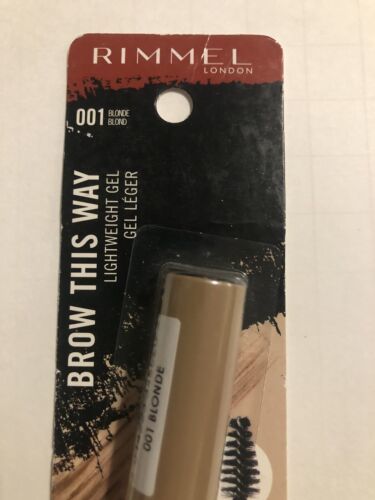 RIMMEL
LONDON
001 BLONDE
BLOND
BROW THIS WAY
LIGHTWEIGHT GEL
GEL LÉGER
001 BLONDE